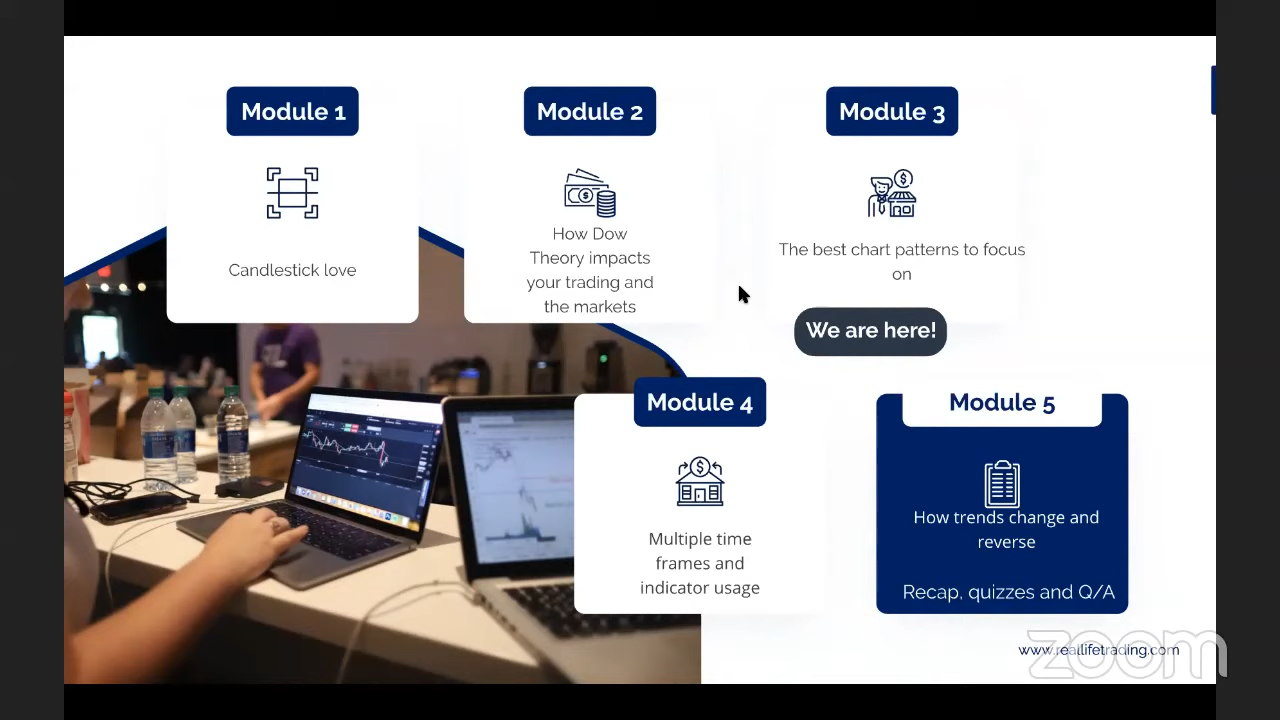 Module 1
Candlestick love
Module 2
How Dow
Theory impacts
your trading and
the markets
Module 3
The best chart patterns to focus
on
We are here!
Module 4
Multiple time
frames and
indicator usage
Module 5
How trends change and
reverse
Recap, quizzes and Q/A
www.reallifetrading.com
zoom